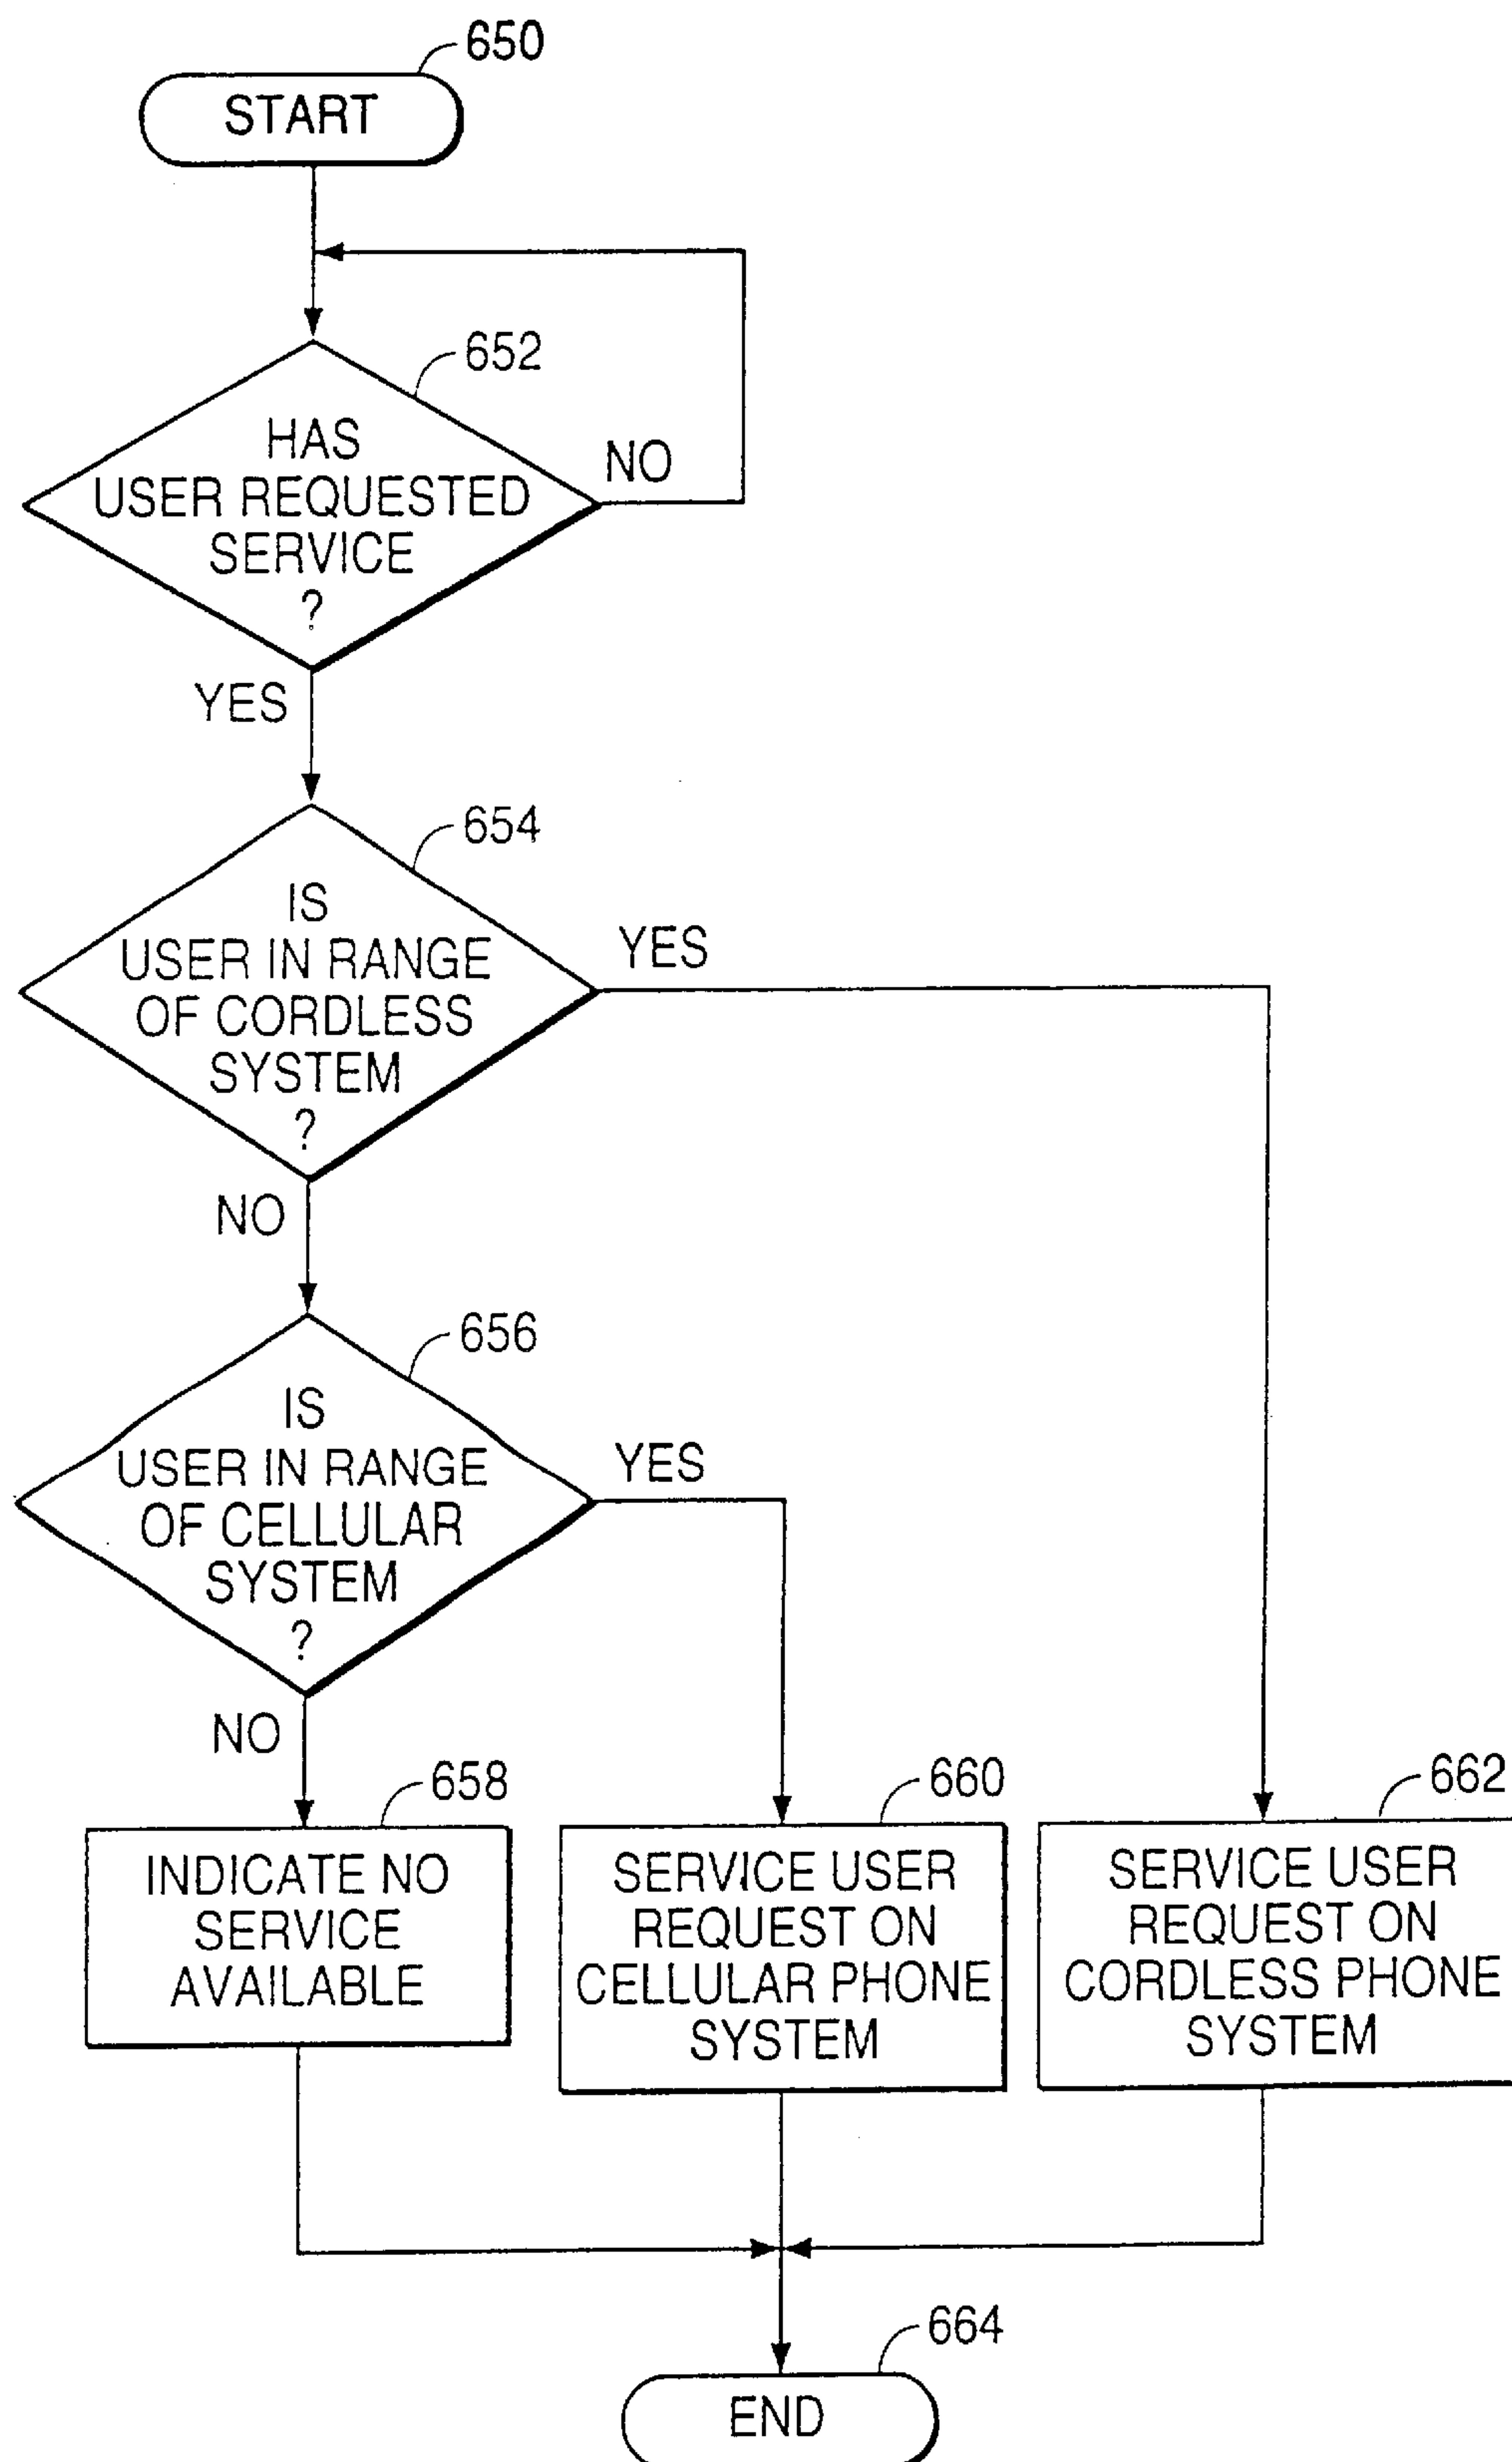 650
START
652
HAS
USER REQUESTED
SERVICE
?
NO
YES
654
IS
USER IN RANGE
OF CORDLESS
SYSTEM
?
YES
NO
656
IS
USER IN RANGE
OF CELLULAR
SYSTEM
?
YES
NO
658
INDICATE NO
SERVICE
AVAILABLE
660
SERVICE USER
REQUEST ON
CELLULAR PHONE
SYSTEM
662
SERVICE USER
REQUEST ON
CORDLESS PHONE
SYSTEM
664
END